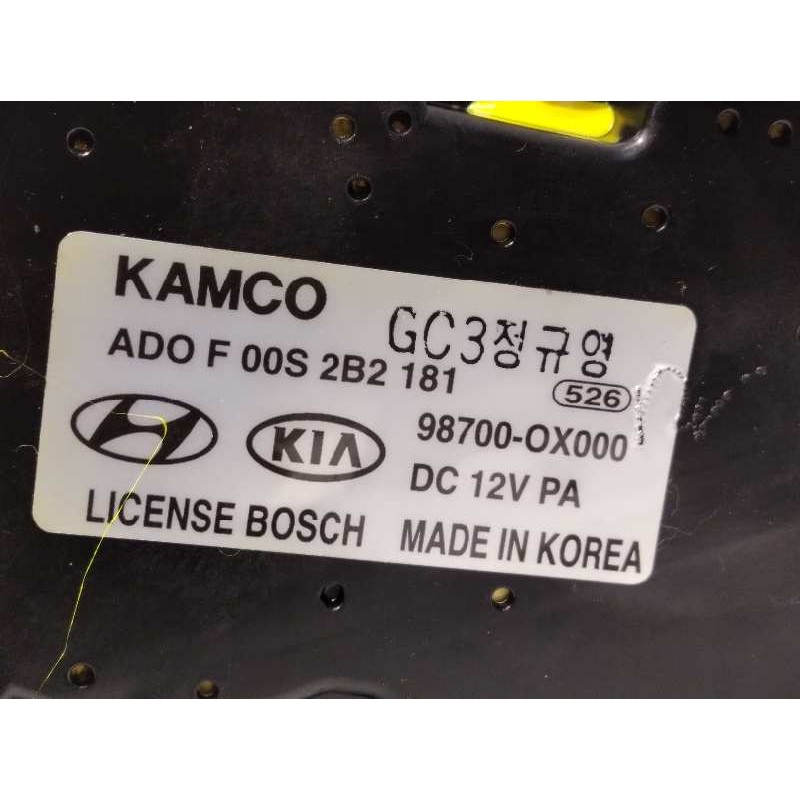 KAMCO
GC3정규영
ADO F 00S 2B2 181
526
KIA
98700-OX000
DC 12V PA
LICENSE BOSCH MADE IN KOREA